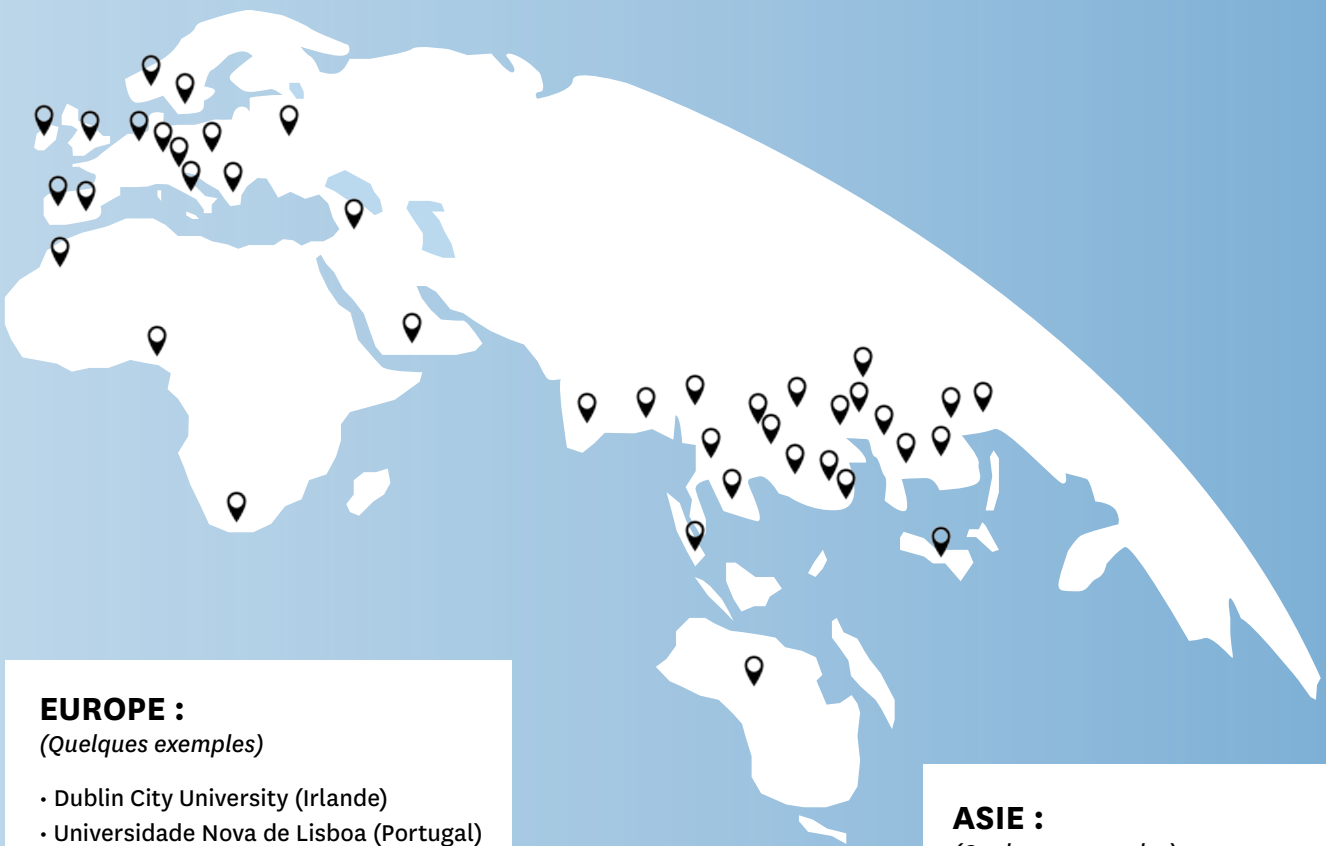 EUROPE :
(Quelques exemples)
• Dublin City University (Irlande)
• Universidade Nova de Lisboa (Portugal)
ASIE :